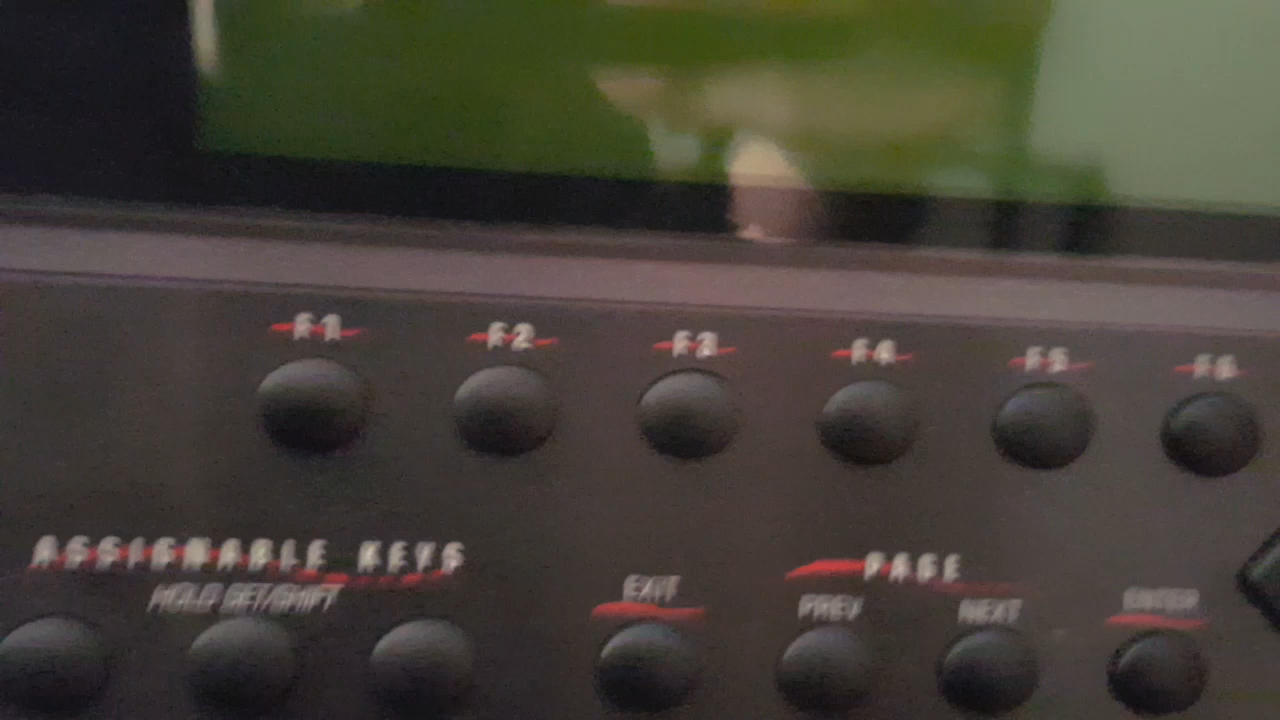 F1 F2 F3 F4 F5 F6
ASSIGNABLE KEYS
HOLD SET/SHIFT
EXIT
PAGE
PREV NEXT
ENTER